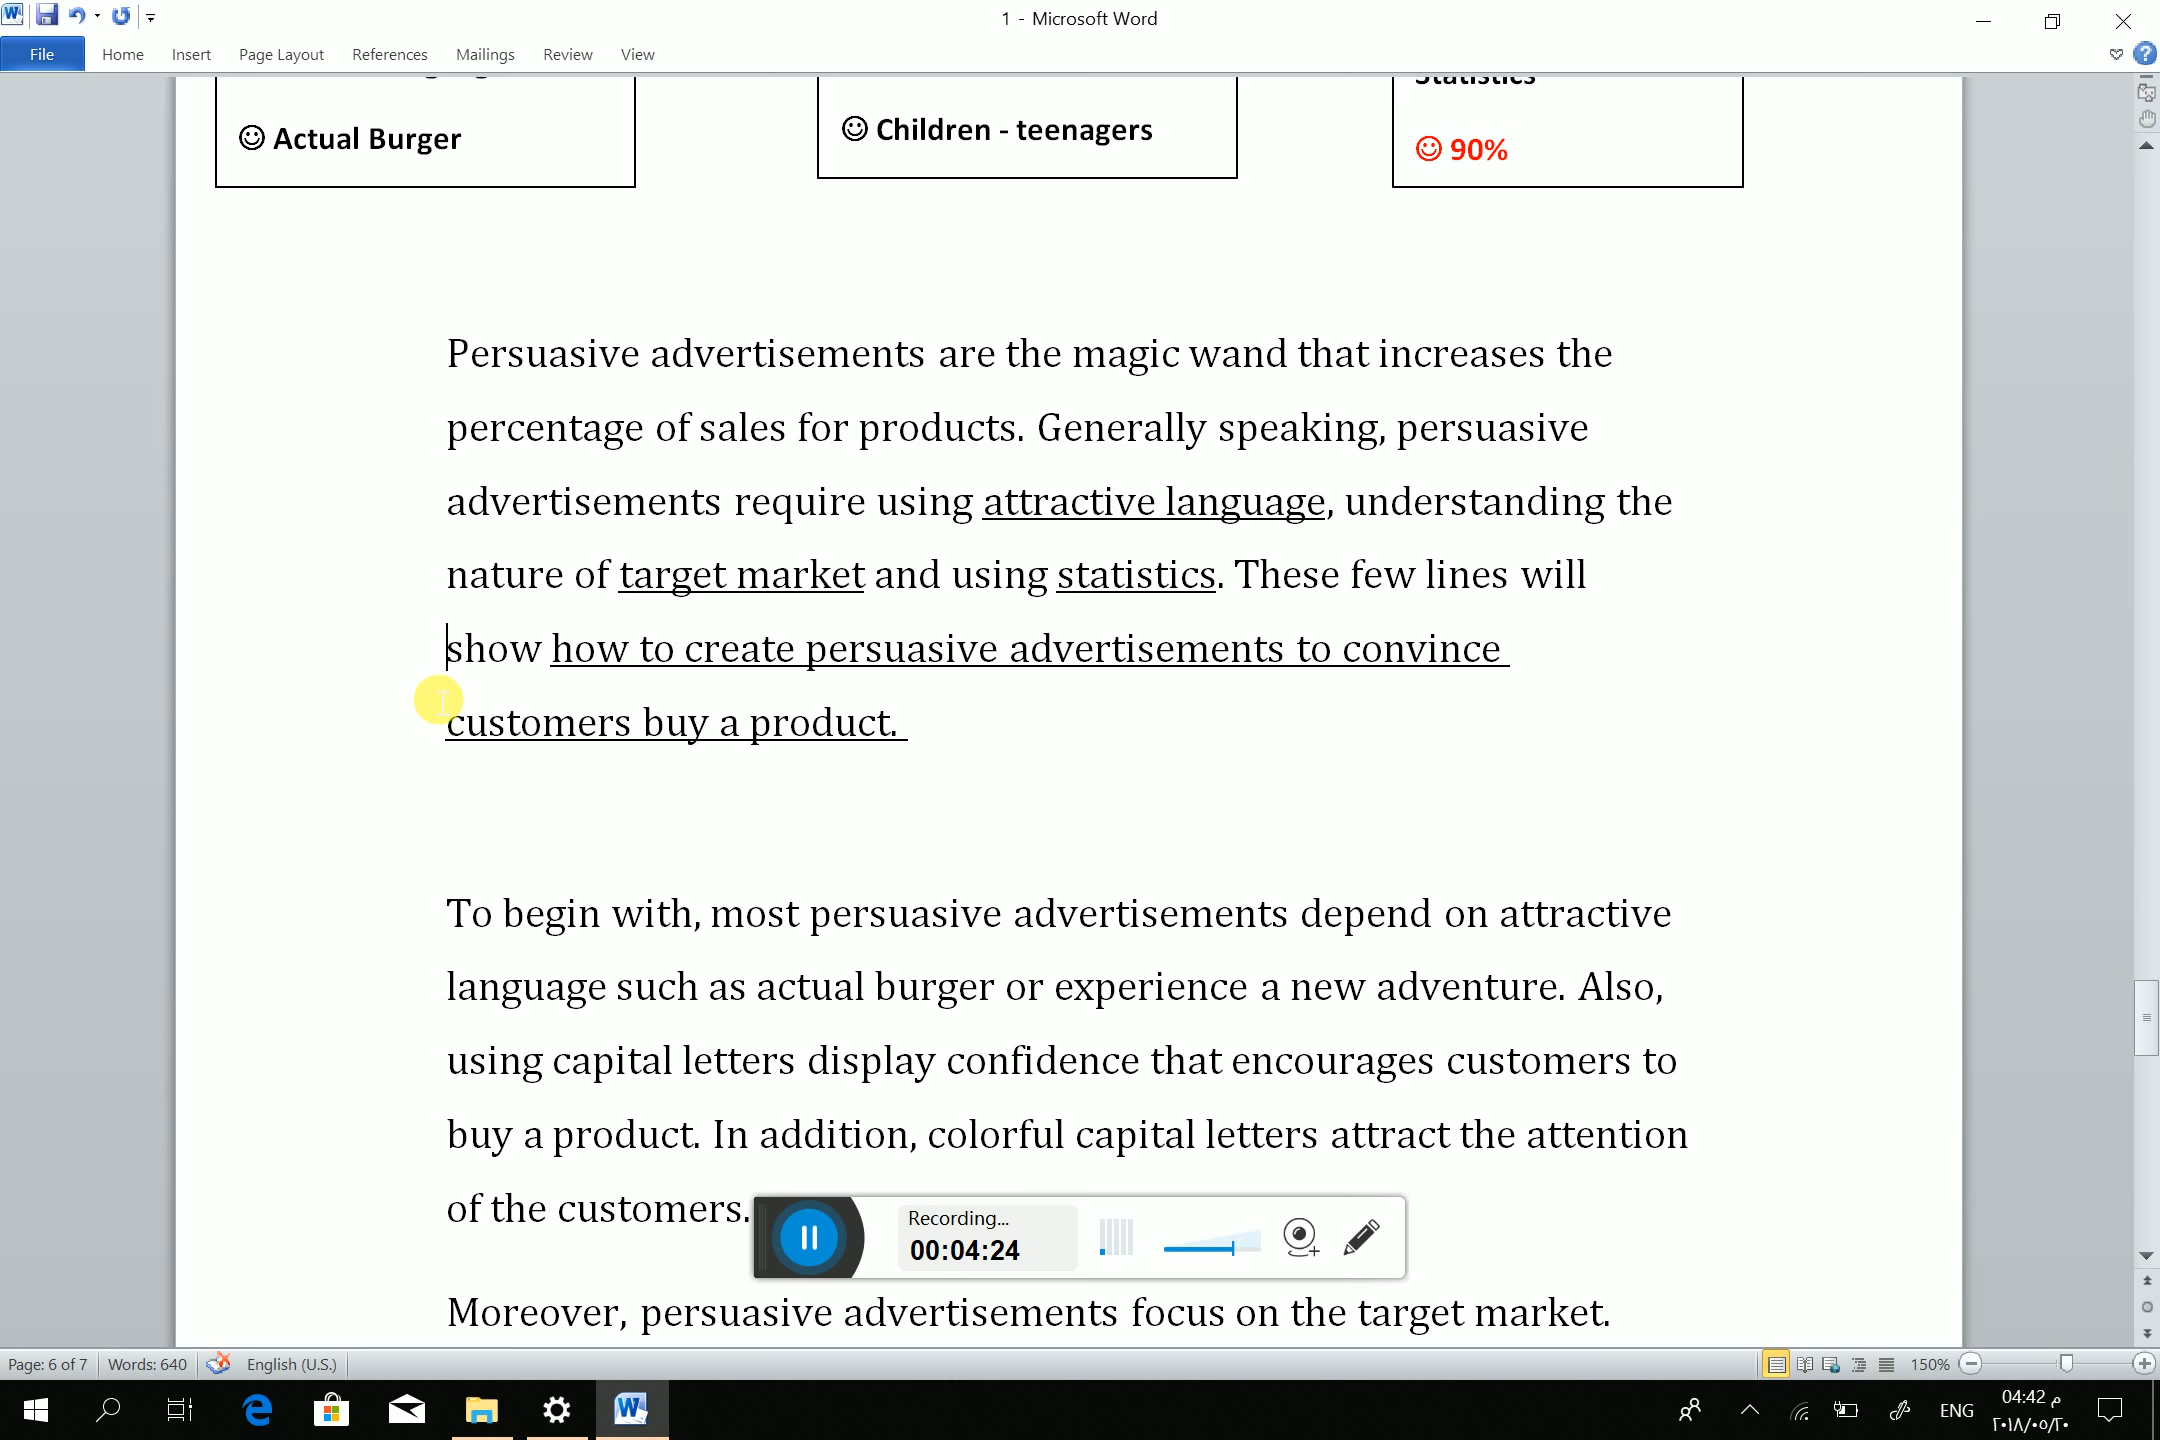 1 - Microsoft Word
File Home Insert Page Layout References Mailings Review View
Statistics
☺ Actual Burger
☺ Children - teenagers
☺ 90%
Persuasive advertisements are the magic wand that increases the
percentage of sales for products. Generally speaking, persuasive
advertisements require using attractive language, understanding the
nature of target market and using statistics. These few lines will
show how to create persuasive advertisements to convince
customers buy a product.
To begin with, most persuasive advertisements depend on attractive
language such as actual burger or experience a new adventure. Also,
using capital letters display confidence that encourages customers to
buy a product. In addition, colorful capital letters attract the attention
of the customers.
Recording...
00:04:24
Moreover, persuasive advertisements focus on the target market.
Page: 6 of 7 Words: 640 English (U.S.) 150%
ENG
04:42 م
٢٠١٨/٠٥/٢٠